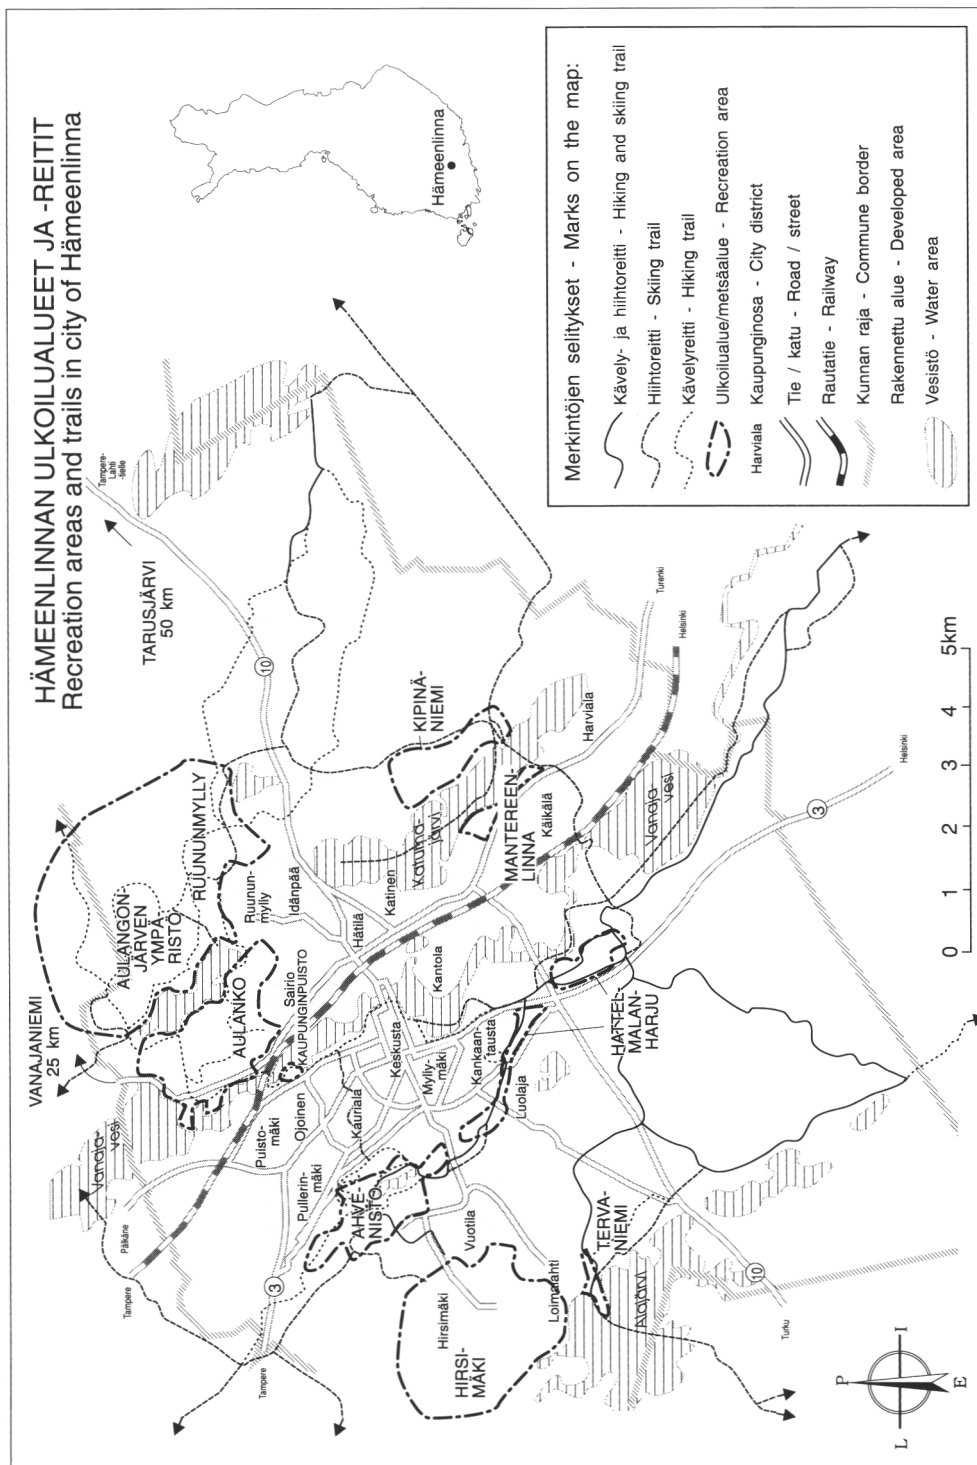 HÄMEENLINNAN ULKOILUALUEET JA -REITIT
Recreation areas and trails in city of Hämeenlinna
Hämeenlinna
Merkintöjen selitykset - Marks on the map:
Kävely- ja hiihtoreitti - Hiking and skiing trail
Hiihtoreitti - Skiing trail
Kävelyreitti - Hiking trail
Ulkoilualue/metsäalue - Recreation area
Harviala Kaupunginosa - City district
Tie / katu - Road / street
Rautatie - Railway
Kunnan raja - Commune border
Rakennettu alue - Developed area
Vesistö - Water area
VANAJANIEMI
25 km
Tampere-
Lahti
-tielle
TARUSJÄRVI
50 km
10
AULANGON
JÄRVEN
YMPÄ
RISTÖ
RUUNUNMYLLY
Ruunun-
mylly
Idänpää
AULANKO
Sairio
KAUPUNGINPUISTO
Hätilä
Katinen
Katuma-
järvi
KIPINÄ-
NIEMI
Harviala
Turenki
Helsinki
MANTEREEN-
LINNA
Käikälä
Vanaja
vesi
Vanaja
vesi
Pälkäne
Tampere
Puisto-
mäki
Ojoinen
Kauriala
Keskusta
Kantola
Mylly-
mäki
Kankaan-
tausta
Luolaja
HATTEL-
MALAN-
HARJU
3
Helsinki
Pullerin-
mäki
AHVE-
NISTO
3
Tampere
Vuotila
Hirsimäki
HIRSI-
MÄKI
Loimalahti
TERVA-
NIEMI
Alajärvi
10
Turku
0 1 2 3 4 5km
P
L I
E